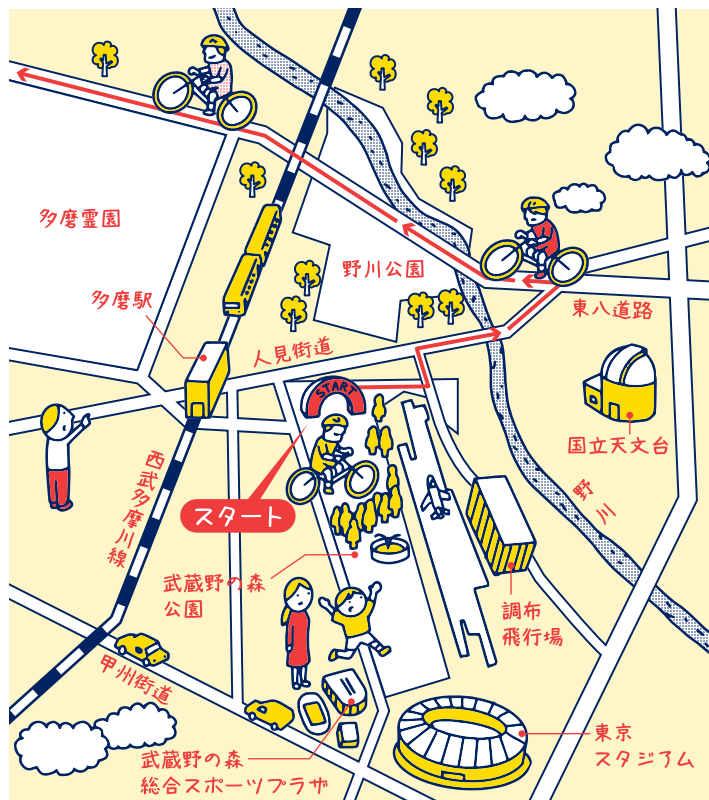 多磨霊園
多磨駅
野川公園
東八道路
人見街道
START
国立天文台
スタート
西武多摩川線
野川
武蔵野の森
公園
調布
飛行場
甲州街道
東京
スタジアム
武蔵野の森
総合スポーツプラザ